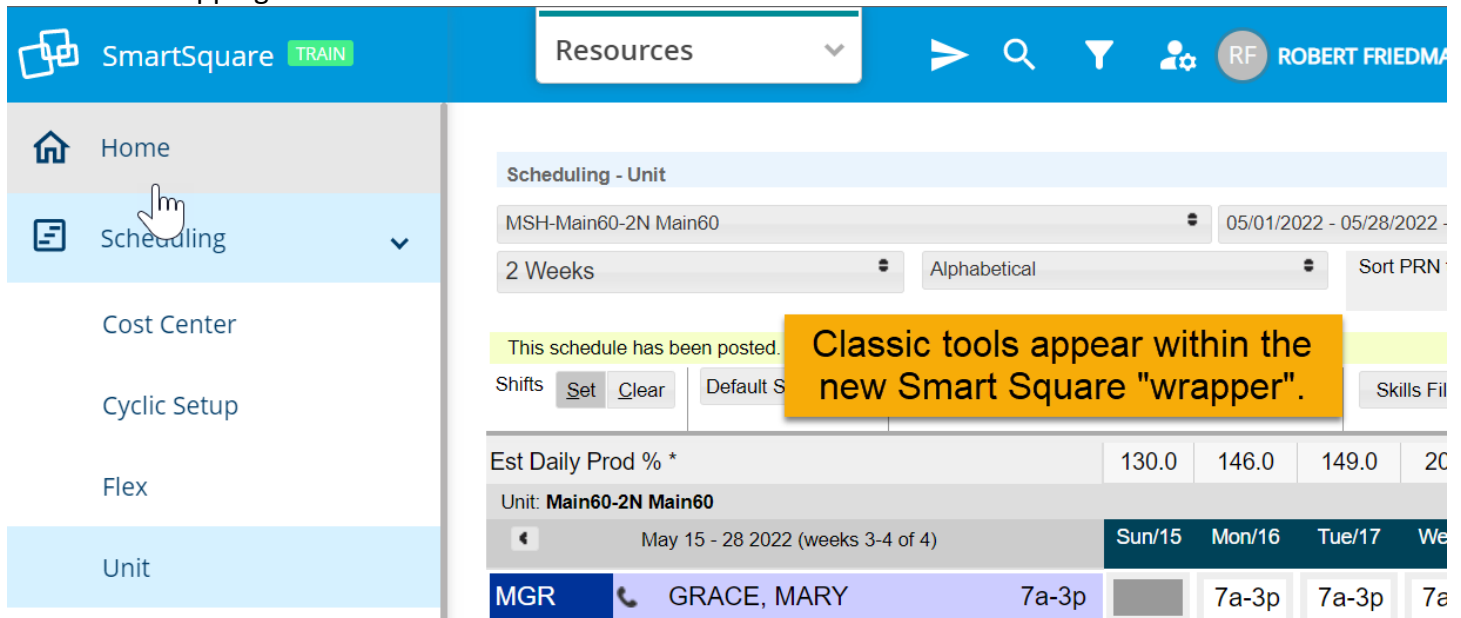 SmartSquare TRAIN
Resources
RF ROBERT FRIEDMA
Home
Scheduling
Cost Center
Cyclic Setup
Flex
Unit
Scheduling - Unit
MSH-Main60-2N Main60 05/01/2022 - 05/28/2022 -
2 Weeks Alphabetical Sort PRN
This schedule has been posted.
Shifts Set Clear Default S Skills Fil
Classic tools appear within the
new Smart Square "wrapper".
Est Daily Prod % * 130.0 146.0 149.0 20
Unit: Main60-2N Main60
May 15 - 28 2022 (weeks 3-4 of 4) Sun/15 Mon/16 Tue/17 We
MGR GRACE, MARY 7a-3p 7a-3p 7a-3p 7a